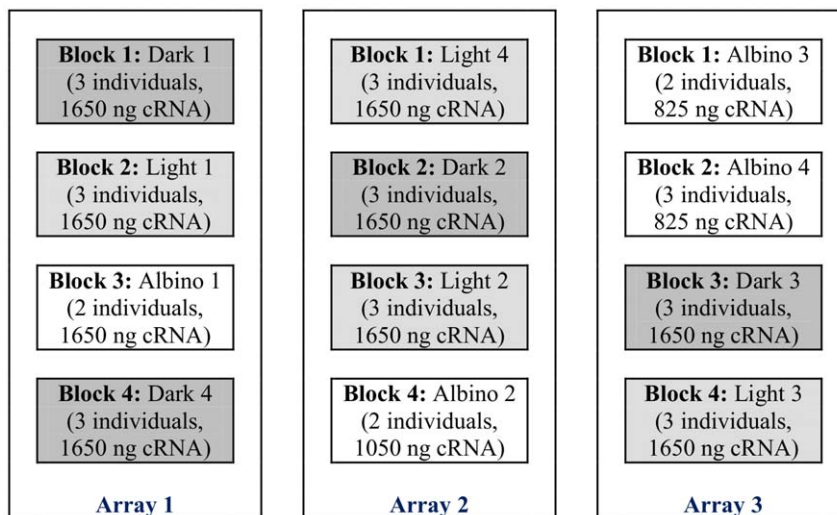 Block 1: Dark 1
(3 individuals,
1650 ng cRNA)
Block 2: Light 1
(3 individuals,
1650 ng cRNA)
Block 3: Albino 1
(2 individuals,
1650 ng cRNA)
Block 4: Dark 4
(3 individuals,
1650 ng cRNA)
Array 1
Block 1: Light 4
(3 individuals,
1650 ng cRNA)
Block 2: Dark 2
(3 individuals,
1650 ng cRNA)
Block 3: Light 2
(3 individuals,
1650 ng cRNA)
Block 4: Albino 2
(2 individuals,
1050 ng cRNA)
Array 2
Block 1: Albino 3
(2 individuals,
825 ng cRNA)
Block 2: Albino 4
(2 individuals,
825 ng cRNA)
Block 3: Dark 3
(3 individuals,
1650 ng cRNA)
Block 4: Light 3
(3 individuals,
1650 ng cRNA)
Array 3